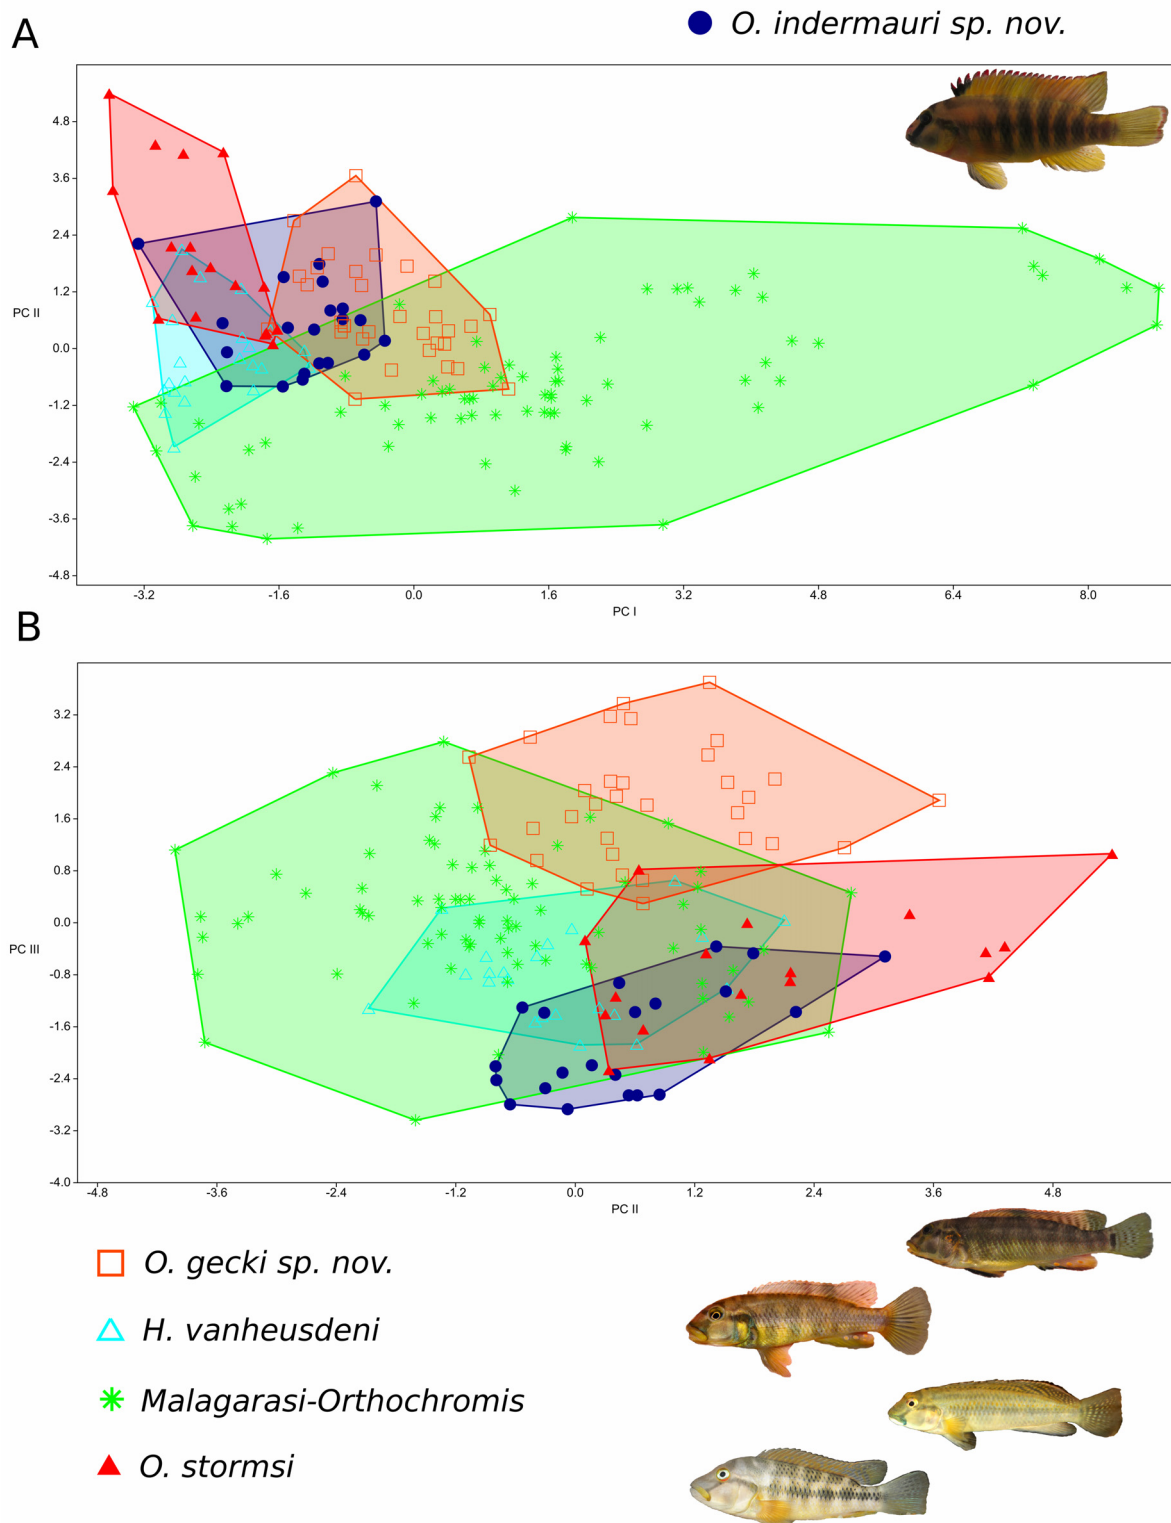 A
O. indermauri sp. nov.
4.8
3.6
2.4
PC II
1.2
0.0
-1.2
-2.4
-3.6
-4.8
-3.2 -1.6 0.0 1.6 3.2 4.8 6.4 8.0
PC I
B
3.2
2.4
1.6
0.8
0.0
PC III
-0.8
-1.6
-2.4
-3.2
-4.0
-4.8 -3.6 -2.4 -1.2 0.0 1.2 2.4 3.6 4.8
PC II
O. gecki sp. nov.
H. vanheusdeni
Malagarasi-Orthochromis
O. stormsi